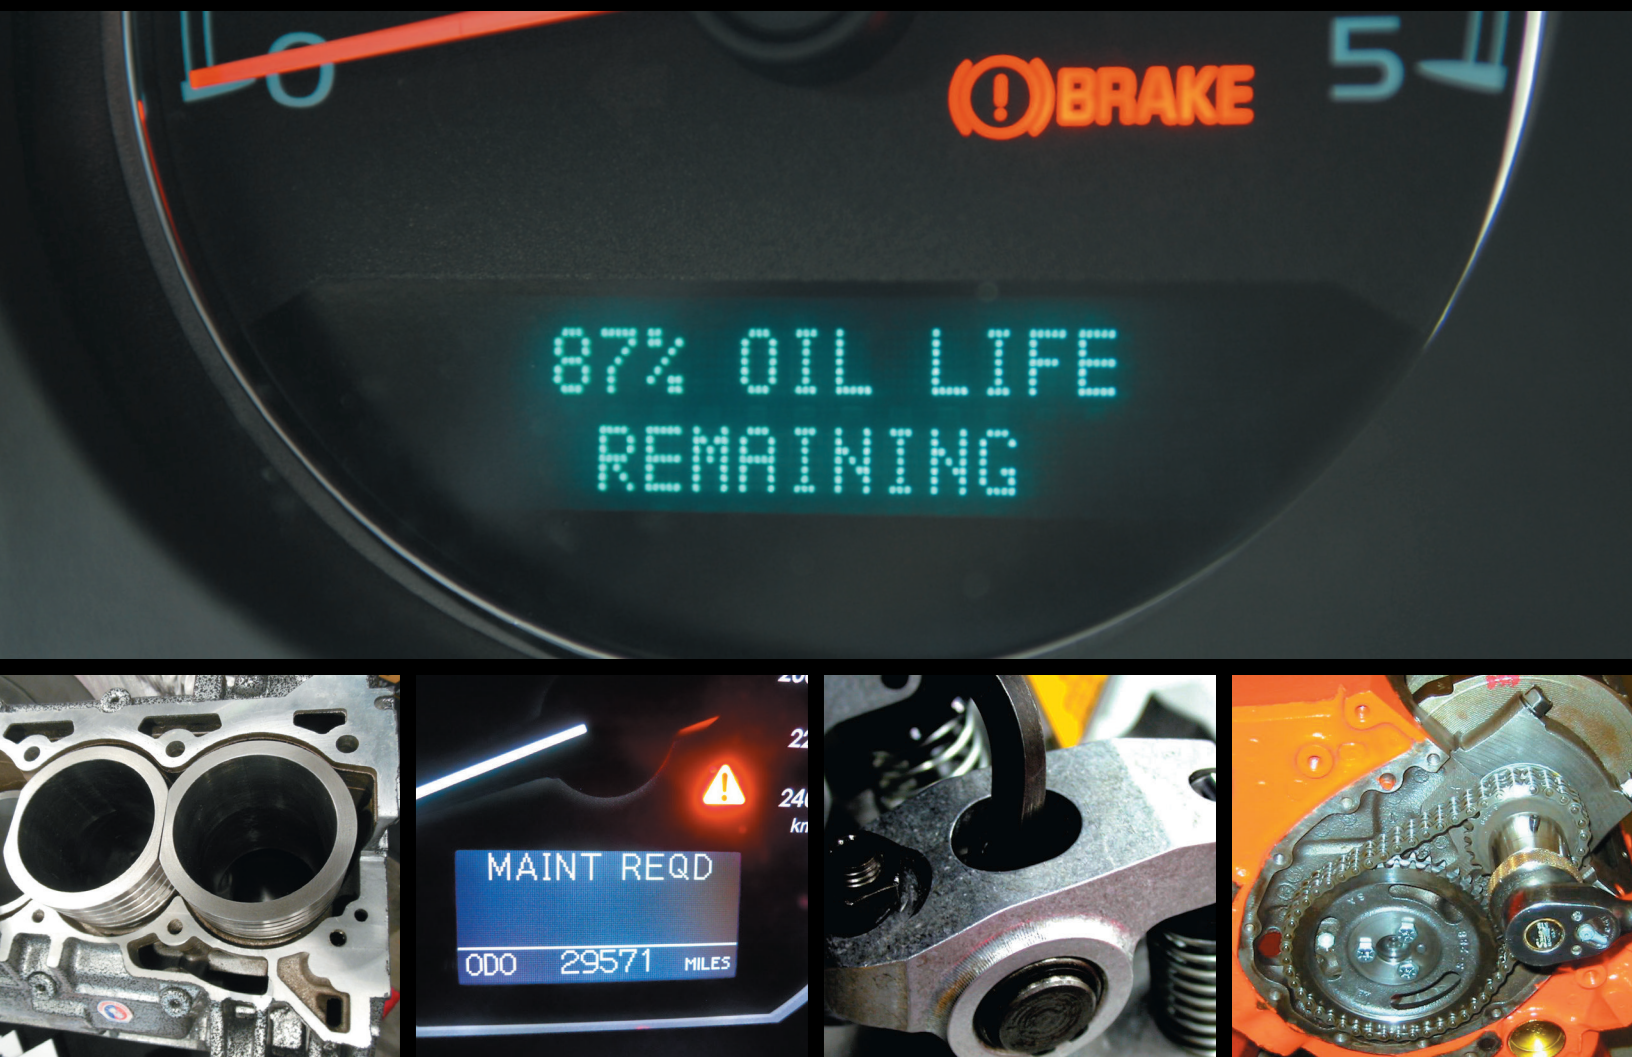 0
BRAKE
5
87% OIL LIFE
REMAINING
MAINT REQD
ODO 29571 MILES